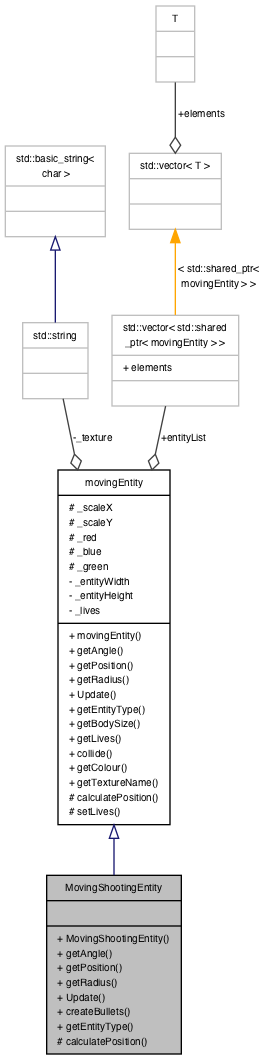 T
+elements
std::basic_string<
char >
std::vector< T >
< std::shared_ptr<
movingEntity > >
std::string
std::vector< std::shared
_ptr< movingEntity > >
+ elements
-_texture
+entityList
movingEntity
# _scaleX
# _scaleY
# _red
# _blue
# _green
- _entityWidth
- _entityHeight
- _lives
+ movingEntity()
+ getAngle()
+ getPosition()
+ getRadius()
+ Update()
+ getEntityType()
+ getBodySize()
+ getLives()
+ collide()
+ getColour()
+ getTextureName()
# calculatePosition()
# setLives()
MovingShootingEntity
+ MovingShootingEntity()
+ getAngle()
+ getPosition()
+ getRadius()
+ Update()
+ createBullets()
+ getEntityType()
# calculatePosition()